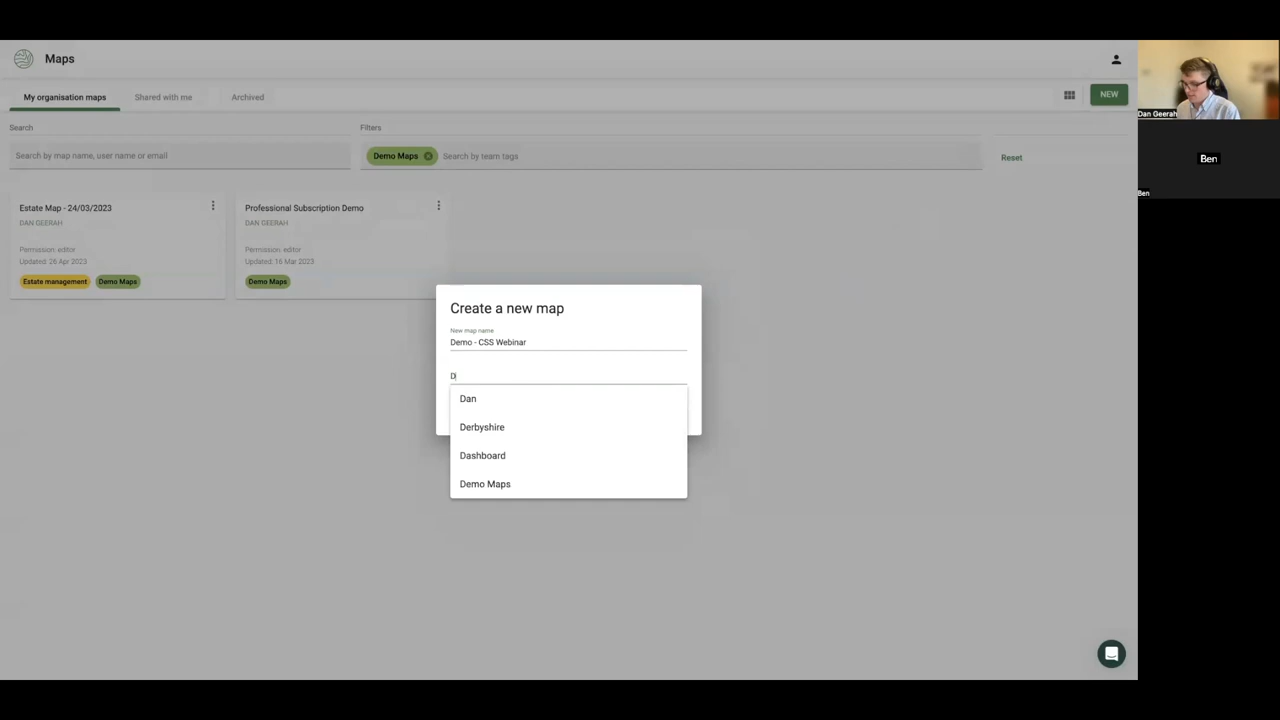 Maps
My organisation maps
Shared with me
Archived
NEW
Search
Filters
Search by map name, user name or email
Demo Maps
Search by team tags
Reset
Estate Map - 24/03/2023
DAN GEERAH
Permission: editor
Updated: 26 Apr 2023
Estate management
Demo Maps
Professional Subscription Demo
DAN GEERAH
Permission: editor
Updated: 16 Mar 2023
Demo Maps
Create a new map
New map name
Demo - CSS Webinar
D
Dan
Derbyshire
Dashboard
Demo Maps
Dan Geerah
Ben
Ben